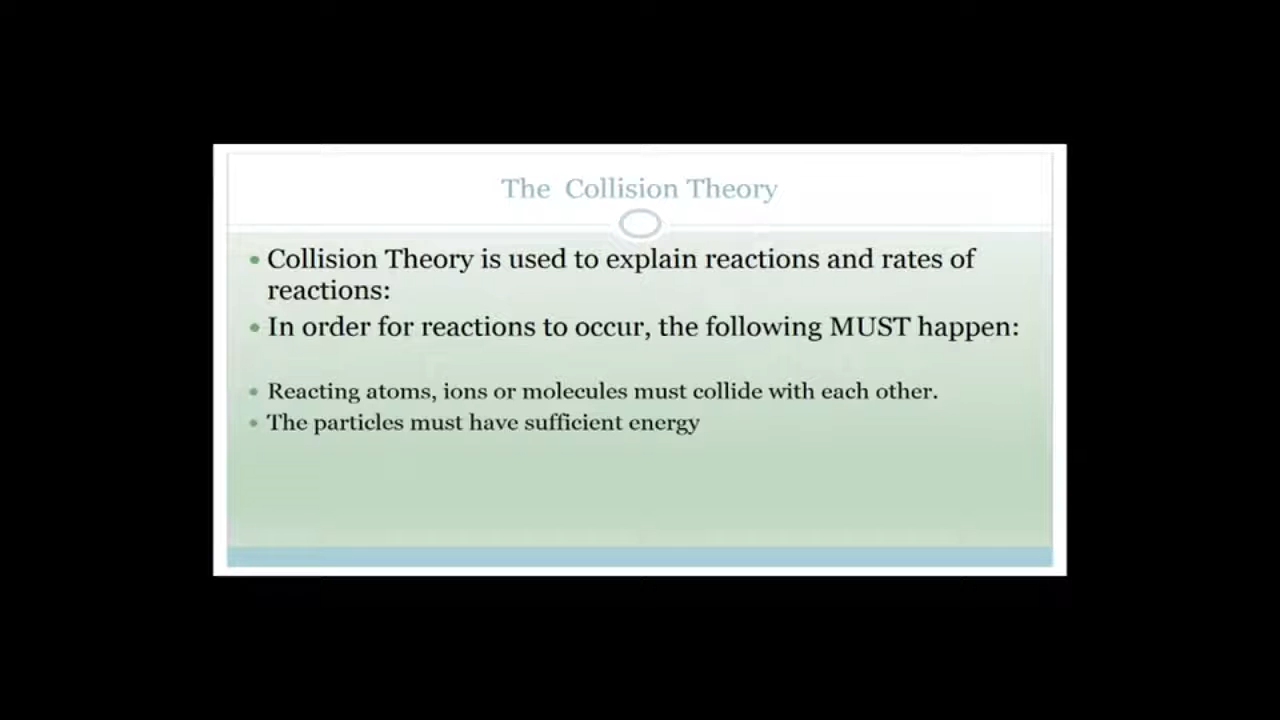 The Collision Theory
• Collision Theory is used to explain reactions and rates of
reactions:
• In order for reactions to occur, the following MUST happen:
• Reacting atoms, ions or molecules must collide with each other.
• The particles must have sufficient energy